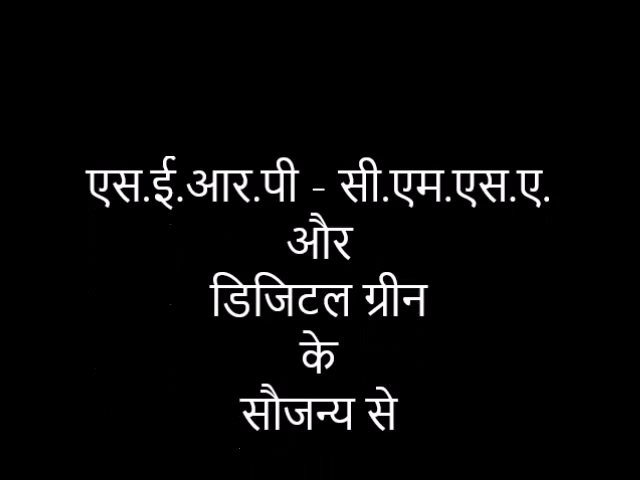 एस.ई.आर.पी - सी.एम.एस.ए.
और
डिजिटल ग्रीन
के
सौजन्य से